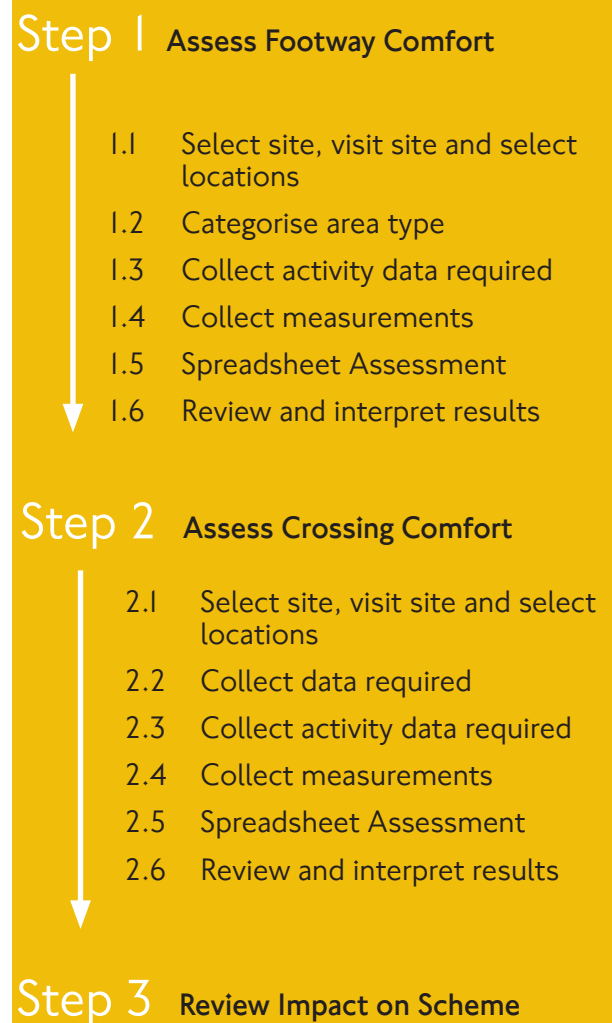 Step 1 Assess Footway Comfort
1.1 Select site, visit site and select
locations
1.2 Categorise area type
1.3 Collect activity data required
1.4 Collect measurements
1.5 Spreadsheet Assessment
1.6 Review and interpret results
Step 2 Assess Crossing Comfort
2.1 Select site, visit site and select
locations
2.2 Collect data required
2.3 Collect activity data required
2.4 Collect measurements
2.5 Spreadsheet Assessment
2.6 Review and interpret results
Step 3 Review Impact on Scheme